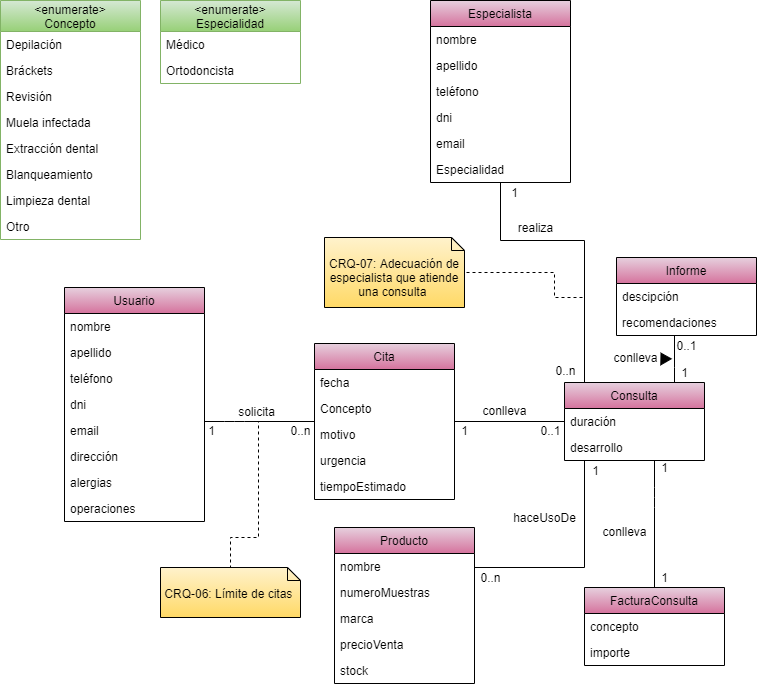 <enumerate>
Concepto
Depilación
Bráckets
Revisión
Muela infectada
Extracción dental
Blanqueamiento
Limpieza dental
Otro
<enumerate>
Especialidad
Médico
Ortodoncista
Especialista
nombre
apellido
teléfono
dni
email
Especialidad
1
realiza
0..n
CRQ-07: Adecuación de
especialista que atiende
una consulta
Informe
descipción
recomendaciones
0..1
conlleva
1
Usuario
nombre
apellido
teléfono
dni
email
dirección
alergias
operaciones
solicita
1
0..n
Cita
fecha
Concepto
motivo
urgencia
tiempoEstimado
conlleva
1
0..1
Consulta
duración
desarrollo
1
haceUsoDe
0..n
1
conlleva
1
CRQ-06: Límite de citas
Producto
nombre
numeroMuestras
marca
precioVenta
stock
FacturaConsulta
concepto
importe